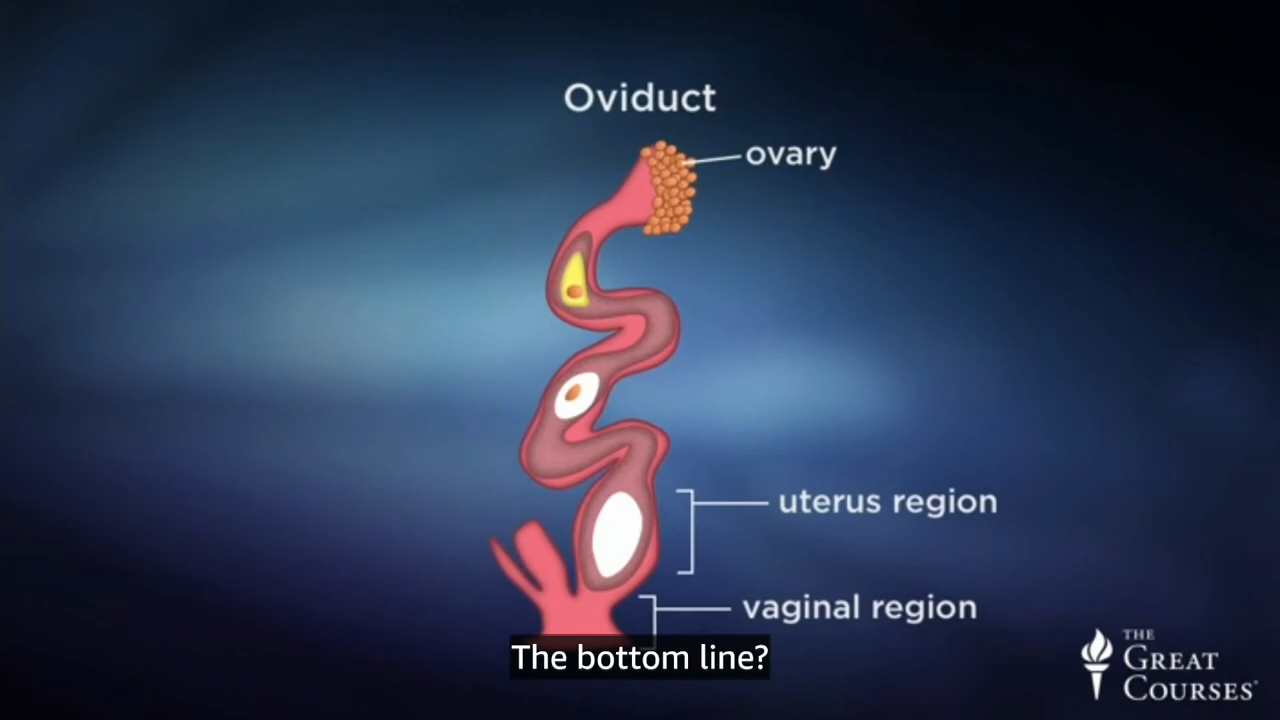 Oviduct
ovary
uterus region
vaginal region
The bottom line?
THE
GREAT
COURSES